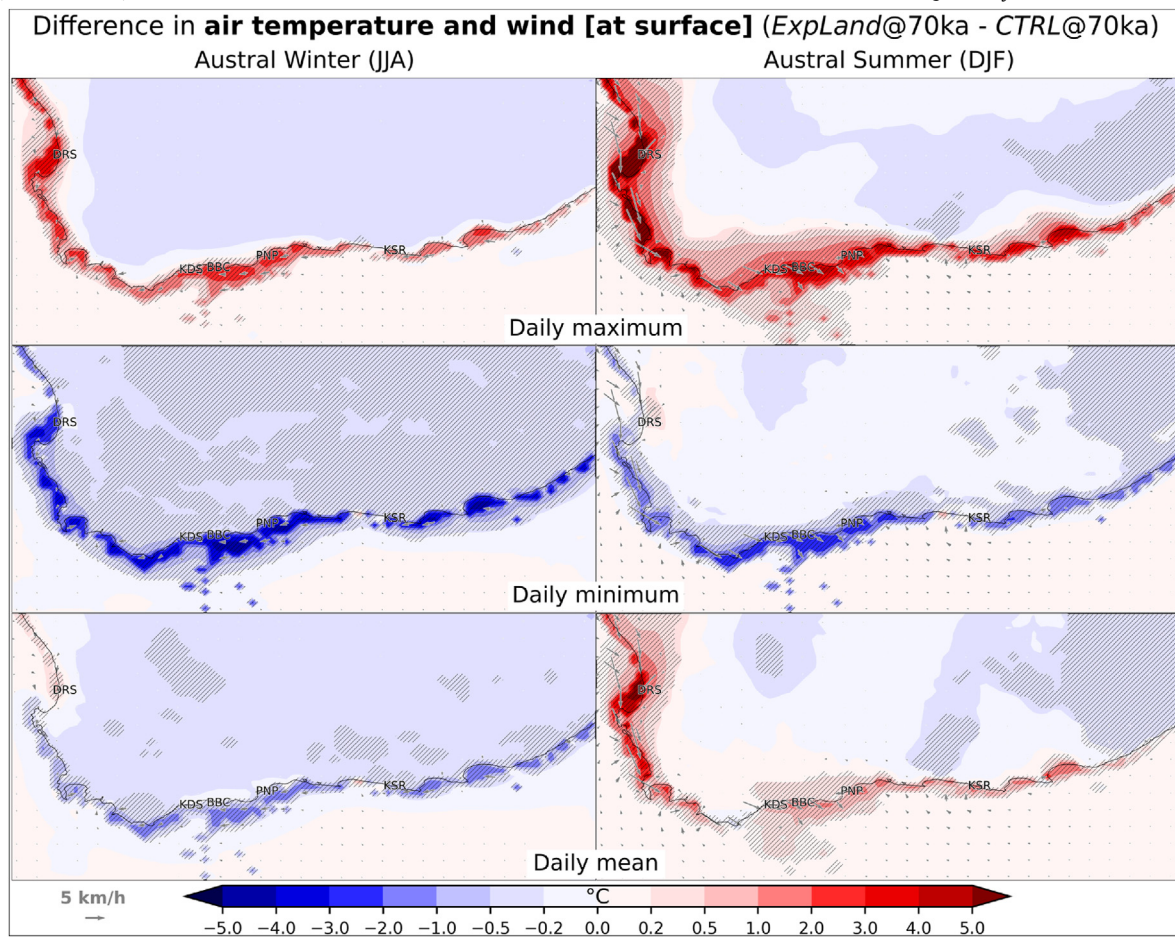 Difference in air temperature and wind [at surface] (ExpLand@70ka - CTRL@70ka)
Austral Winter (JJA) Austral Summer (DJF)
DRS DRS
KDS BBC PNP KSR KDS BBC PNP KSR
Daily maximum
DRS DRS
KDS BBC PNP KSR KDS BBC PNP KSR
Daily minimum
DRS DRS
KDS BBC PNP KSR KDS BBC PNP KSR
Daily mean
5 km/h °C
−5.0 −4.0 −3.0 −2.0 −1.0 −0.5 −0.2 0.0 0.2 0.5 1.0 2.0 3.0 4.0 5.0